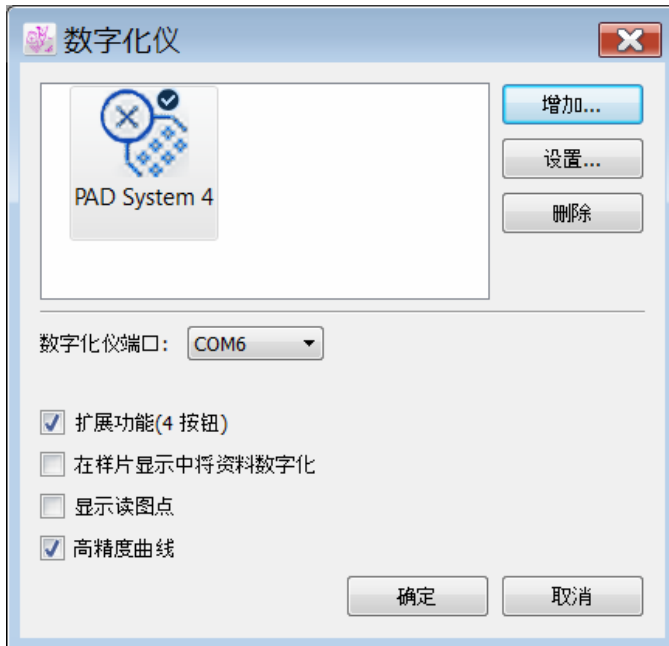 数字化仪
PAD System 4
增加...
设置...
删除
数字化仪端口: COM6
扩展功能(4 按钮)
在样片显示中将资料数字化
显示读图点
高精度曲线
确定
取消